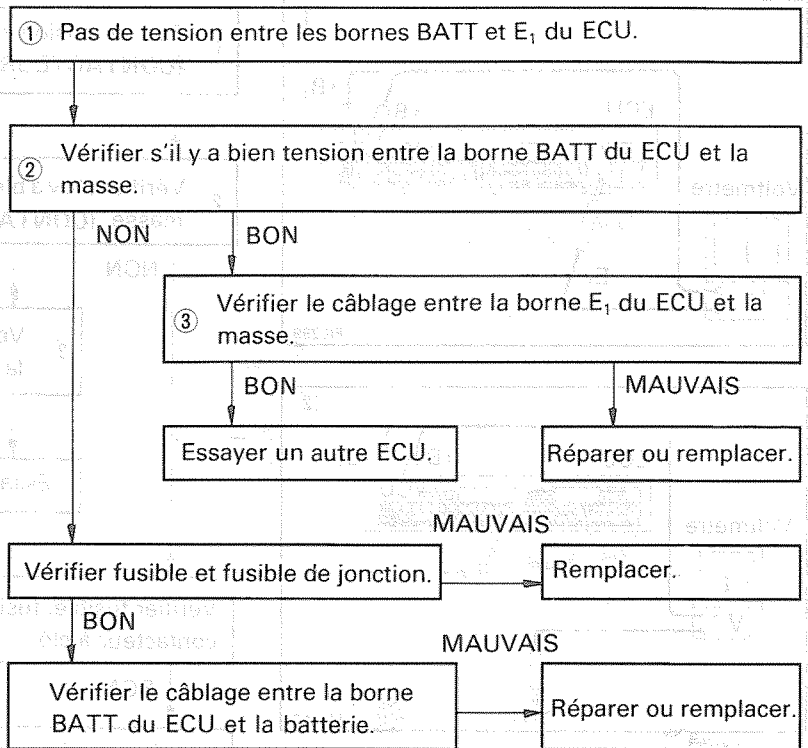 ① Pas de tension entre les bornes BATT et E₁ du ECU.
② Vérifier s'il y a bien tension entre la borne BATT du ECU et la
masse.
NON
BON
③ Vérifier le câblage entre la borne E₁ du ECU et la
masse.
BON
MAUVAIS
Essayer un autre ECU.
Réparer ou remplacer.
MAUVAIS
Vérifier fusible et fusible de jonction.
Remplacer.
BON
MAUVAIS
Vérifier le câblage entre la borne
BATT du ECU et la batterie.
Réparer ou remplacer.